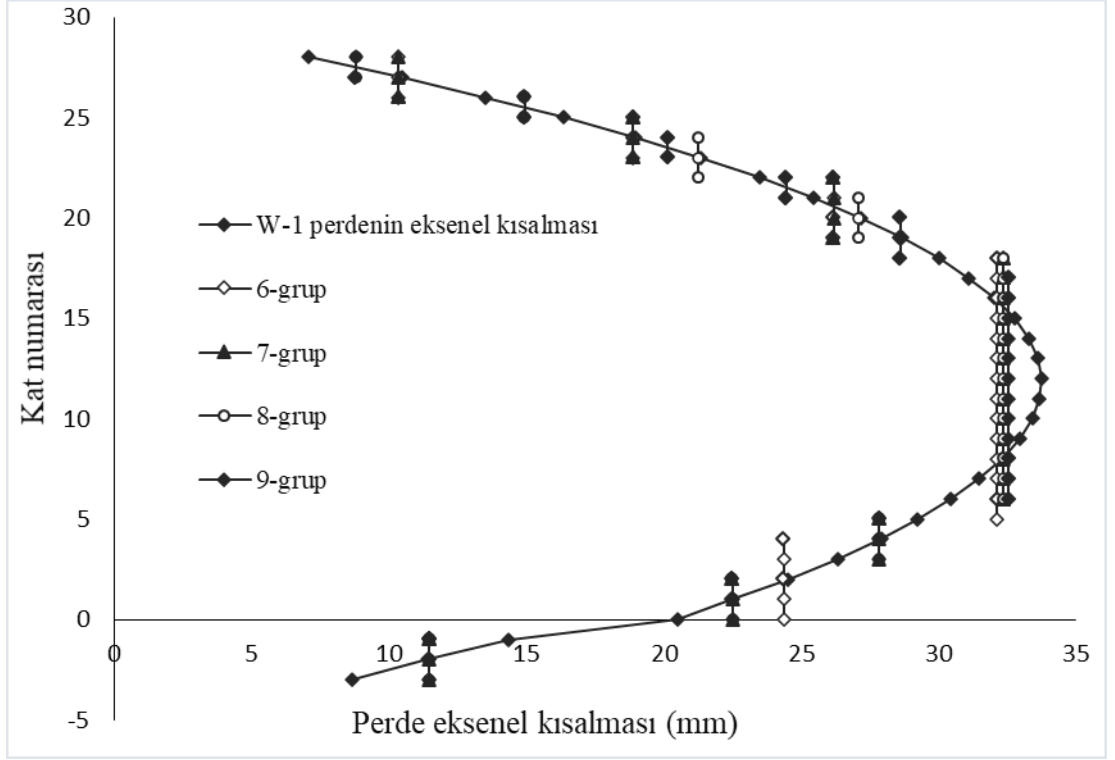 30
25
20
15
10
5
0
-5
Kat numarası
W-1 perdenin eksenel kısalması
6-grup
7-grup
8-grup
9-grup
0 5 10 15 20 25 30 35
Perde eksenel kısalması (mm)